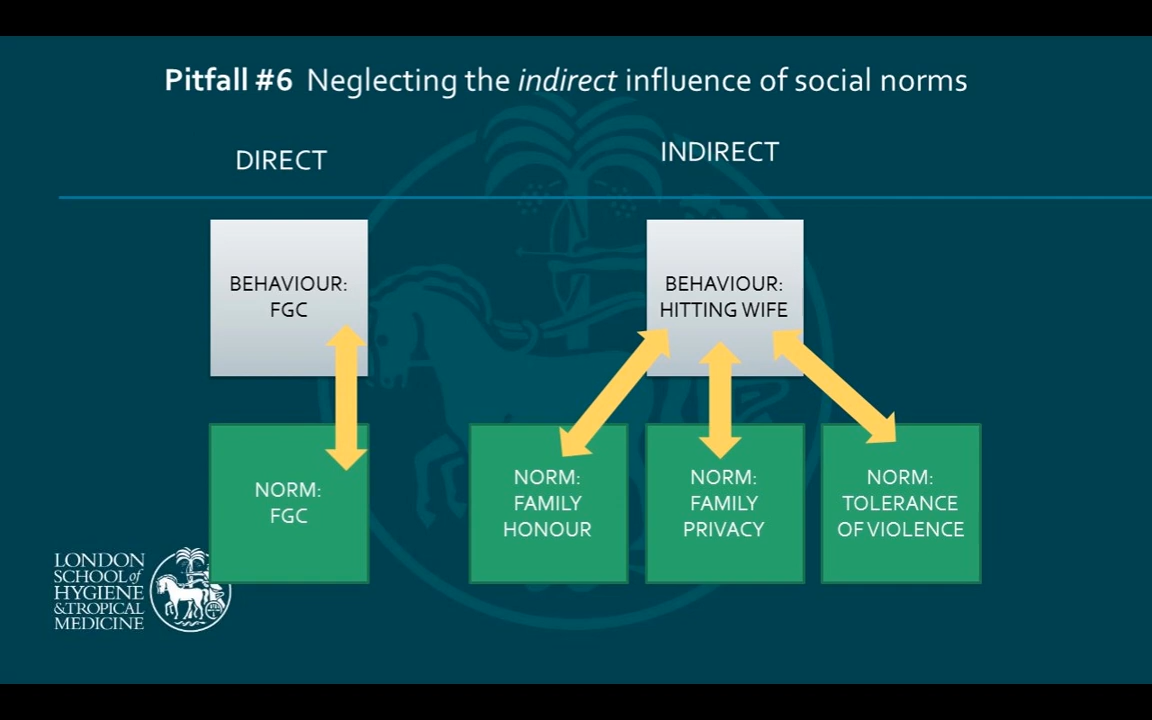 Pitfall #6 Neglecting the indirect influence of social norms
DIRECT
INDIRECT
BEHAVIOUR:
FGC
BEHAVIOUR:
HITTING WIFE
NORM:
FGC
NORM:
FAMILY
HONOUR
NORM:
FAMILY
PRIVACY
NORM:
TOLERANCE
OF VIOLENCE
LONDON
SCHOOL of
HYGIENE
& TROPICAL
MEDICINE